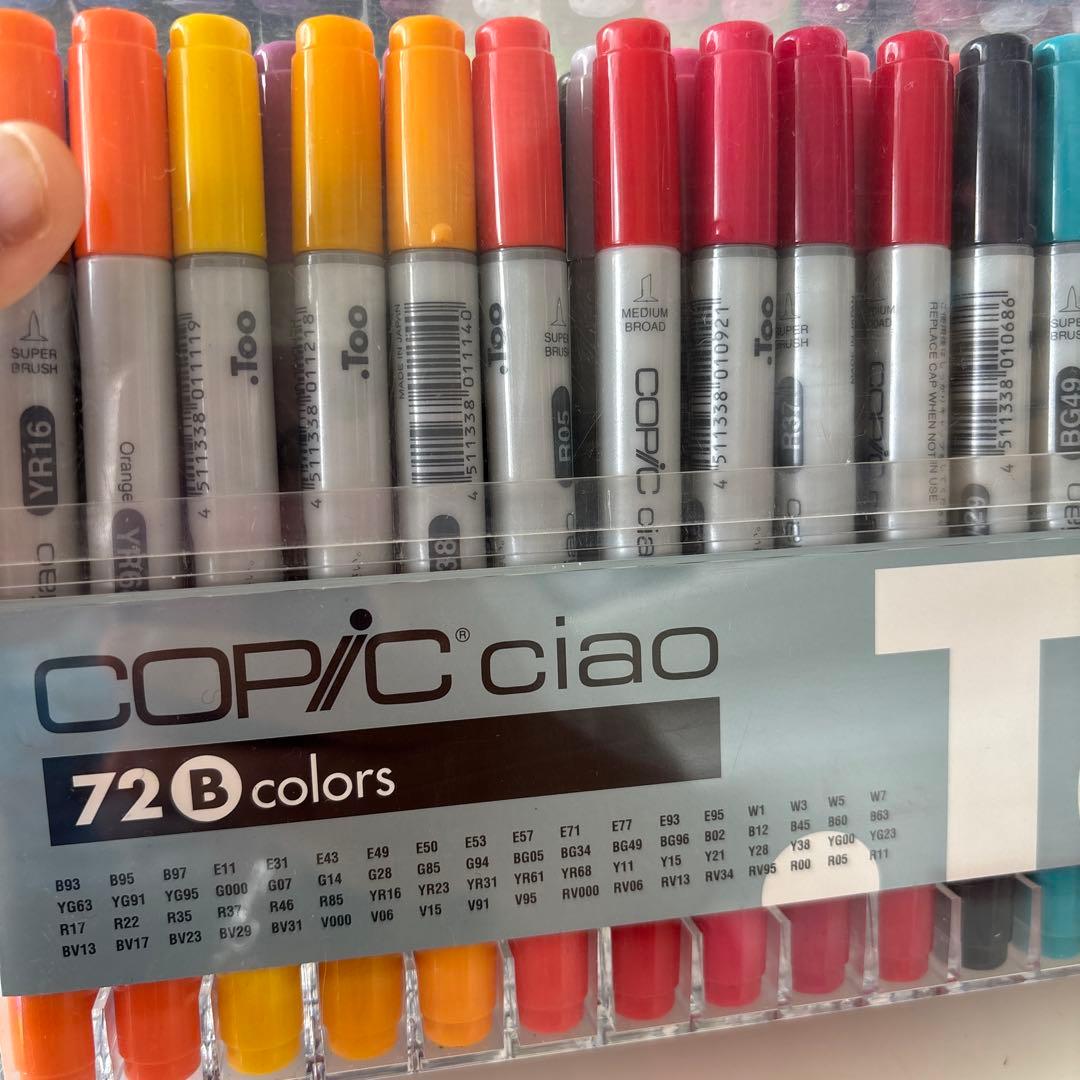 SUPER
BRUSH
YR16
Orange
4 511338 011119
.Too
4 511338 011218
.Too
MADE IN JAPAN
4 511338 011140
38
.Too
R05
MEDIUM
BROAD
COPiC ciao
4 511338 010921
.Too
SUPER
BRUSH
R37
REPLACE CAP WHEN NOT IN USE
4 511338 010686
BG49
COPiC® ciao
72 B colors
B93 B95 B97 E11 E31 E43 E49 E50 E53 E57 E71 E77 E93 E95 W1 W3 W5 W7
YG63 YG91 YG95 G000 G07 G14 G28 G85 G94 BG05 BG34 BG49 BG96 B02 B12 B45 B60 B63
R17 R22 R35 R37 R46 R85 YR16 YR23 YR31 YR61 YR68 Y11 Y15 Y21 Y28 Y38 YG00 YG23
BV13 BV17 BV23 BV29 BV31 V000 V06 V15 V91 V95 RV000 RV06 RV13 RV34 RV95 R00 R05 R11